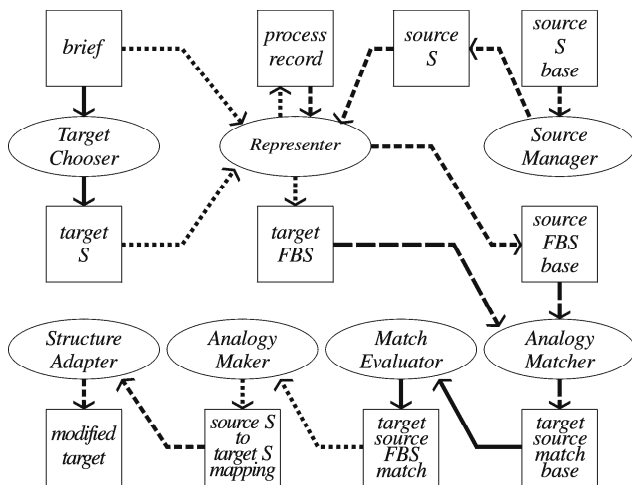 brief
process
record
source
S
source
S
base
Target
Chooser
Representer
Source
Manager
target
S
target
FBS
source
FBS
base
Structure
Adapter
Analogy
Maker
Match
Evaluator
Analogy
Matcher
modified
target
source S
to
target S
mapping
target
source
FBS
match
target
source
match
base